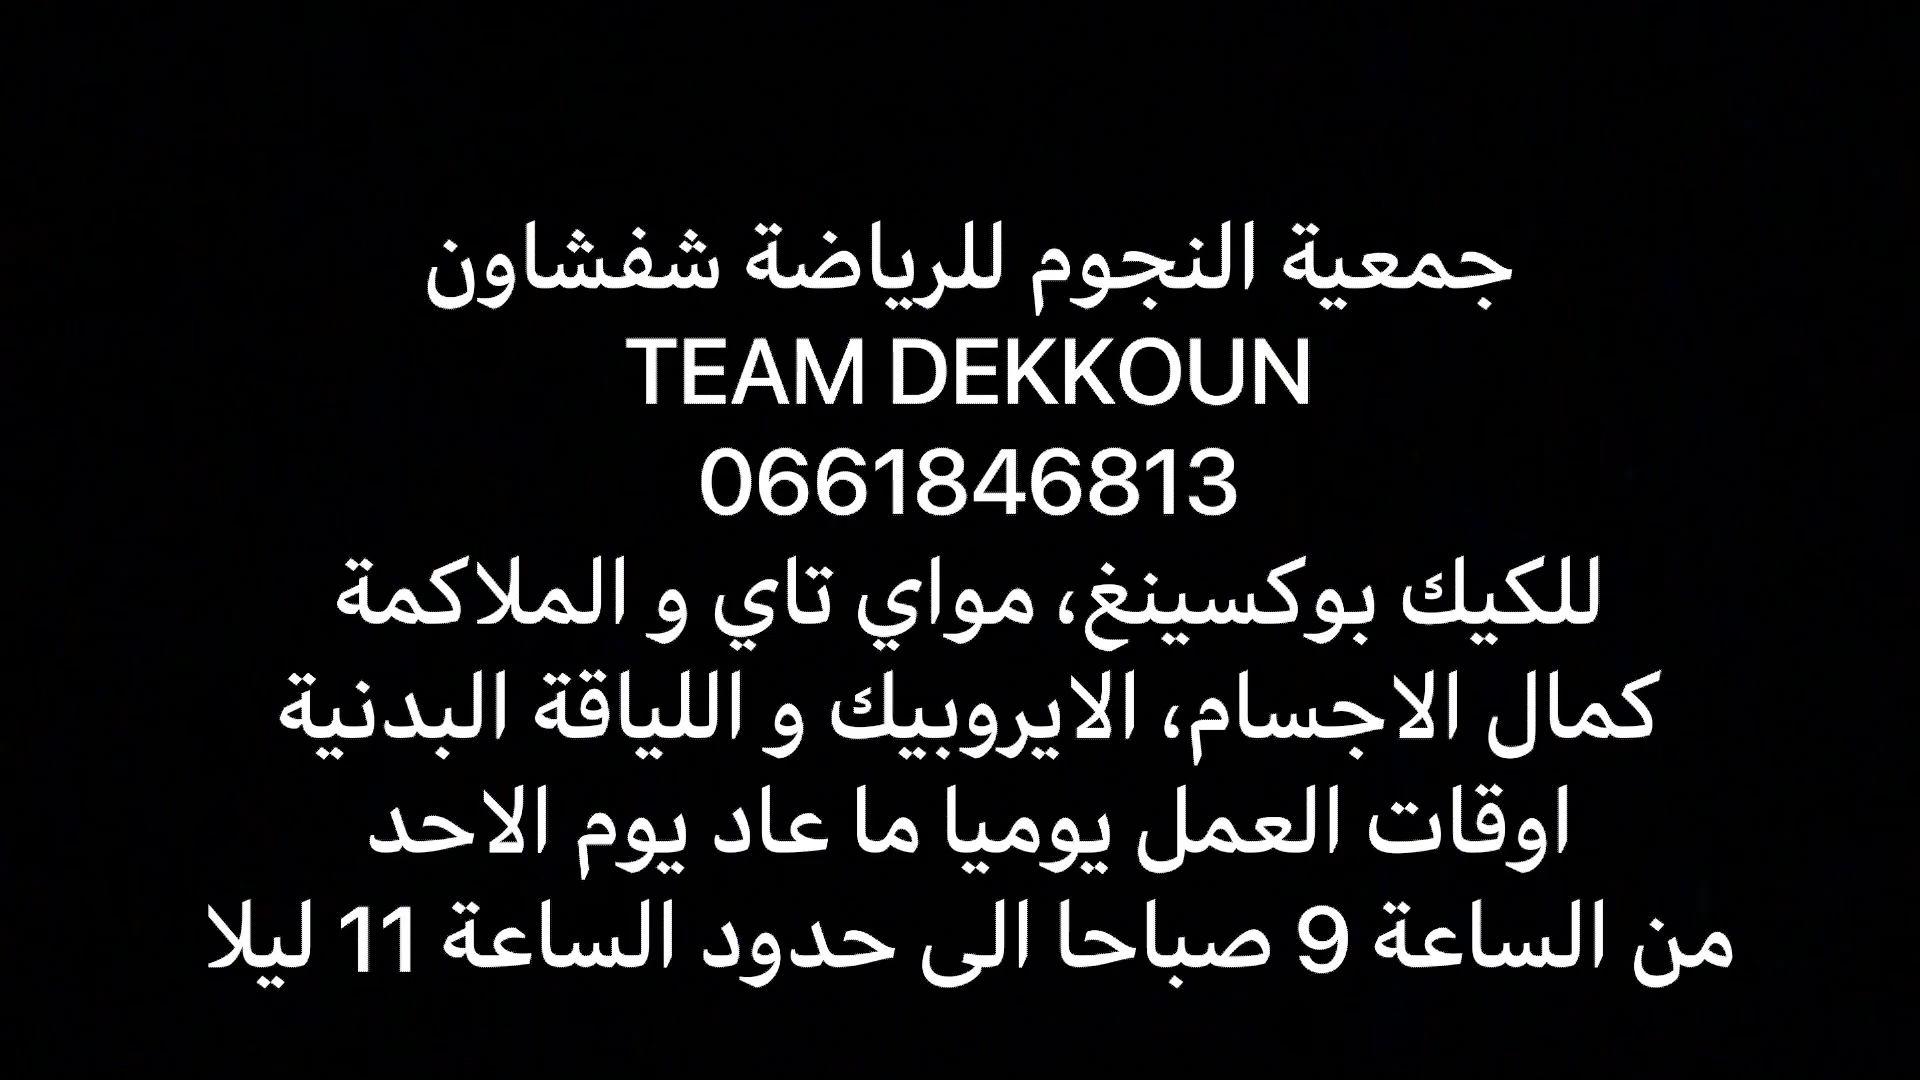 جمعية النجوم للرياضة شفشاون
TEAM DEKKOUN
0661846813
للكيك بوكسينغ، مواي تاي و الملاكمة
كمال الاجسام، الايروبيك و اللياقة البدنية
اوقات العمل يوميا ما عاد يوم الاحد
من الساعة 9 صباحا الى حدود الساعة 11 ليلا